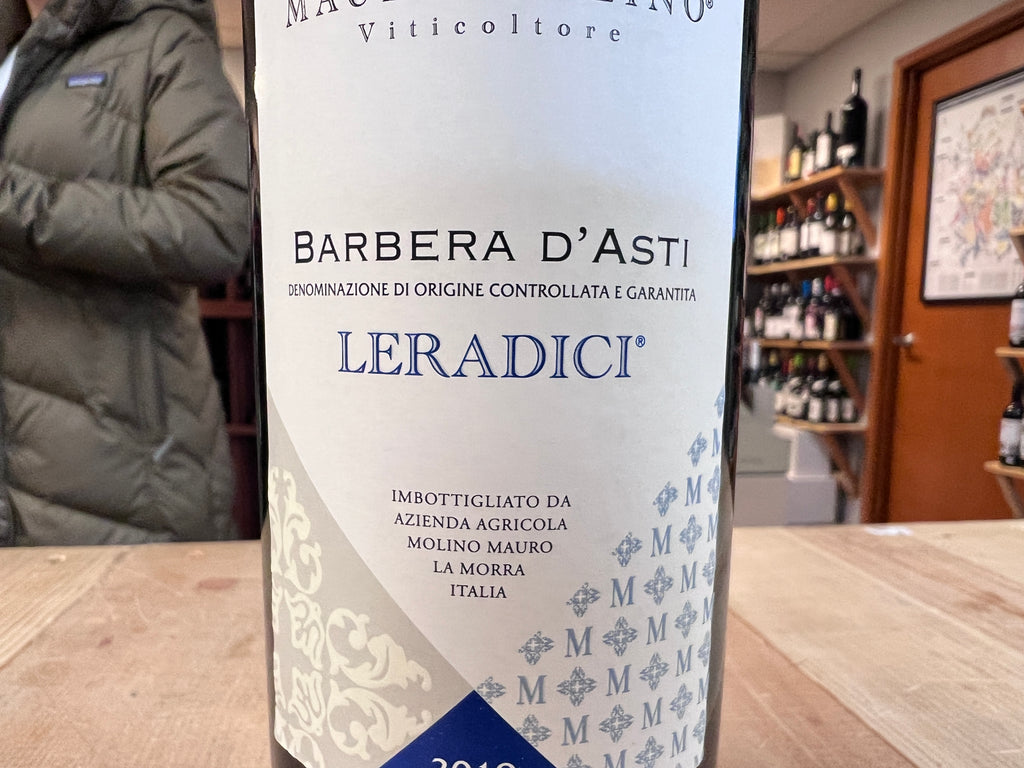 Viticoltore
BARBERA D'ASTI
DENOMINAZIONE DI ORIGINE CONTROLLATA E GARANTITA
LERADICI®
IMBOTTIGLIATO DA
AZIENDA AGRICOLA
MOLINO MAURO
LA MORRA
ITALIA
M
M M
M M
M M M
M M M
M M M
M M M